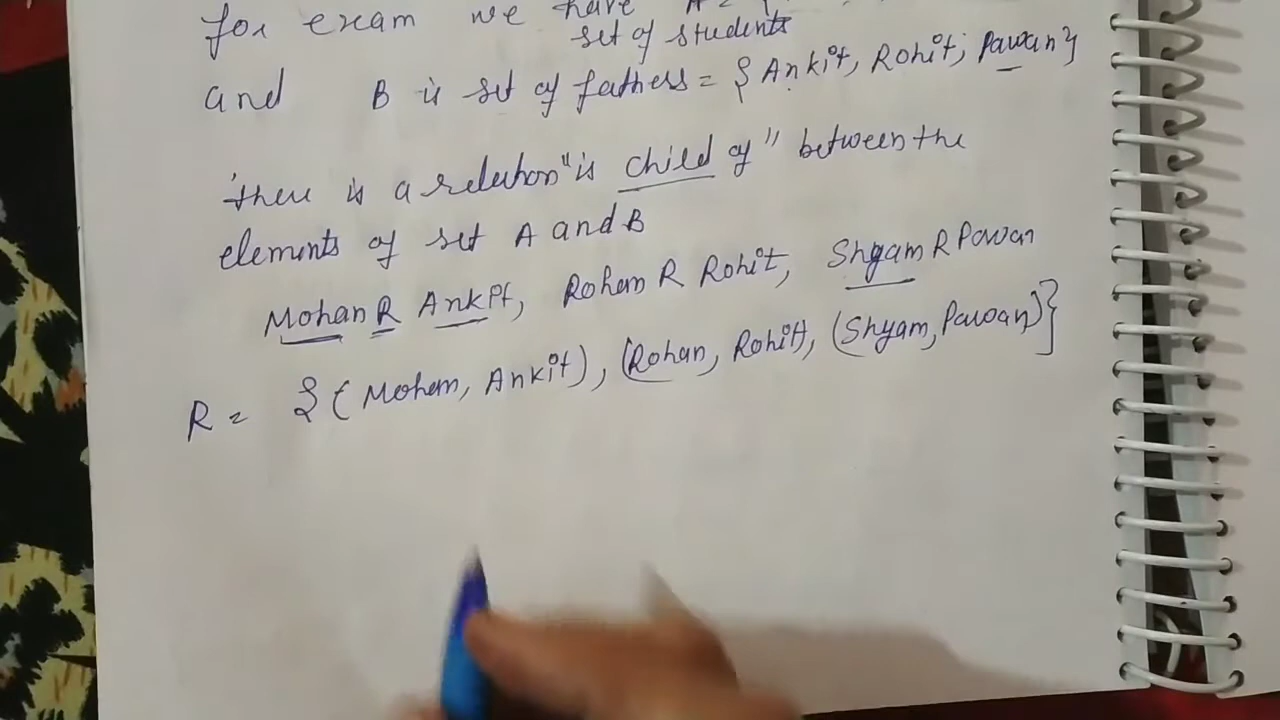 for exam we have A =
set of students
and B is set of fathers = { Ankit, Rohit, Pawan }
there is a relation "is child of" between the
elements of set A and B
Mohan R Ankit, Rohan R Rohit, Shyam R Pawan
R = { (Mohan, Ankit), (Rohan, Rohit), (Shyam, Pawan) }